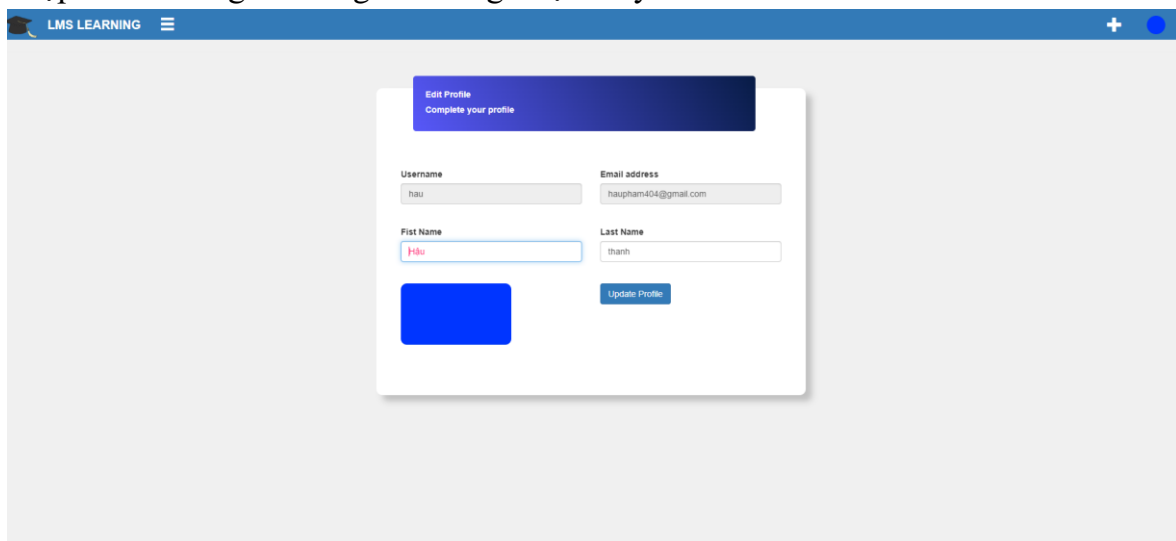 LMS LEARNING
Edit Profile
Complete your profile
Username
Email address
hau
haupham404@gmail.com
Fist Name
Last Name
Hậu
thanh
Update Profile